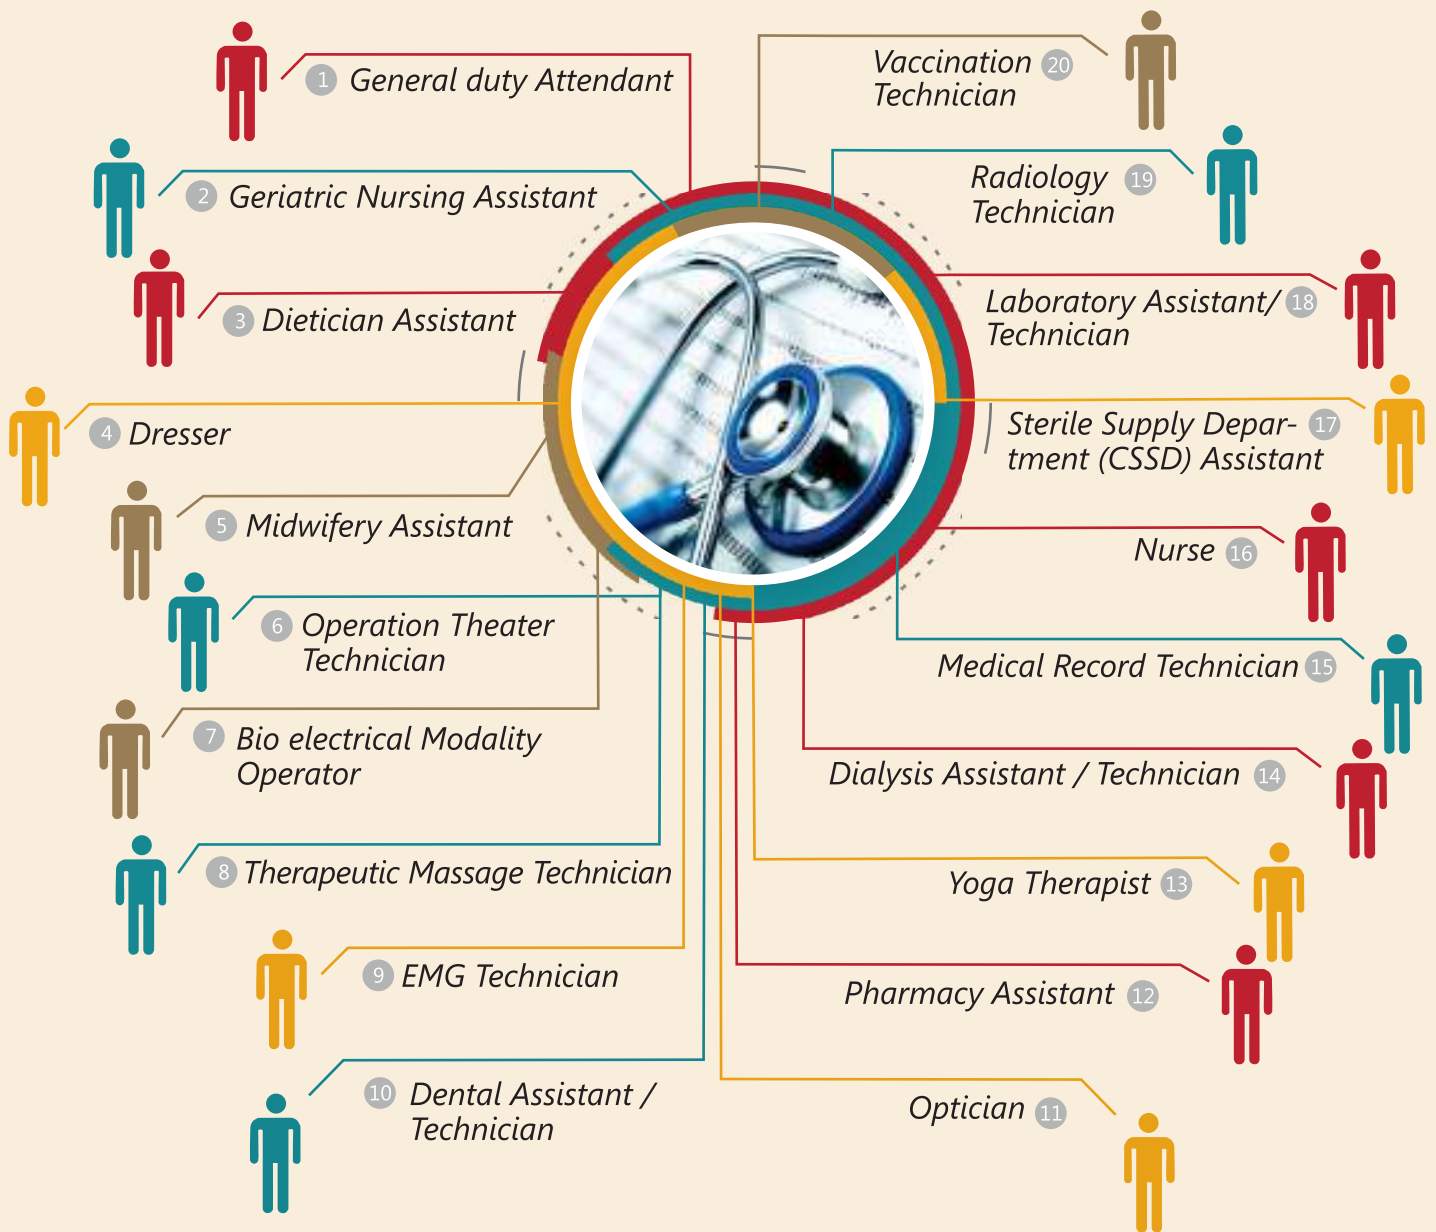 1 General duty Attendant
2 Geriatric Nursing Assistant
3 Dietician Assistant
4 Dresser
5 Midwifery Assistant
6 Operation Theater
Technician
7 Bio electrical Modality
Operator
8 Therapeutic Massage Technician
9 EMG Technician
10 Dental Assistant /
Technician
Optician 11
Pharmacy Assistant 12
Yoga Therapist 13
Dialysis Assistant / Technician 14
Medical Record Technician 15
Nurse 16
Sterile Supply Depar- 17
tment (CSSD) Assistant
Laboratory Assistant/ 18
Technician
Radiology 19
Technician
Vaccination 20
Technician